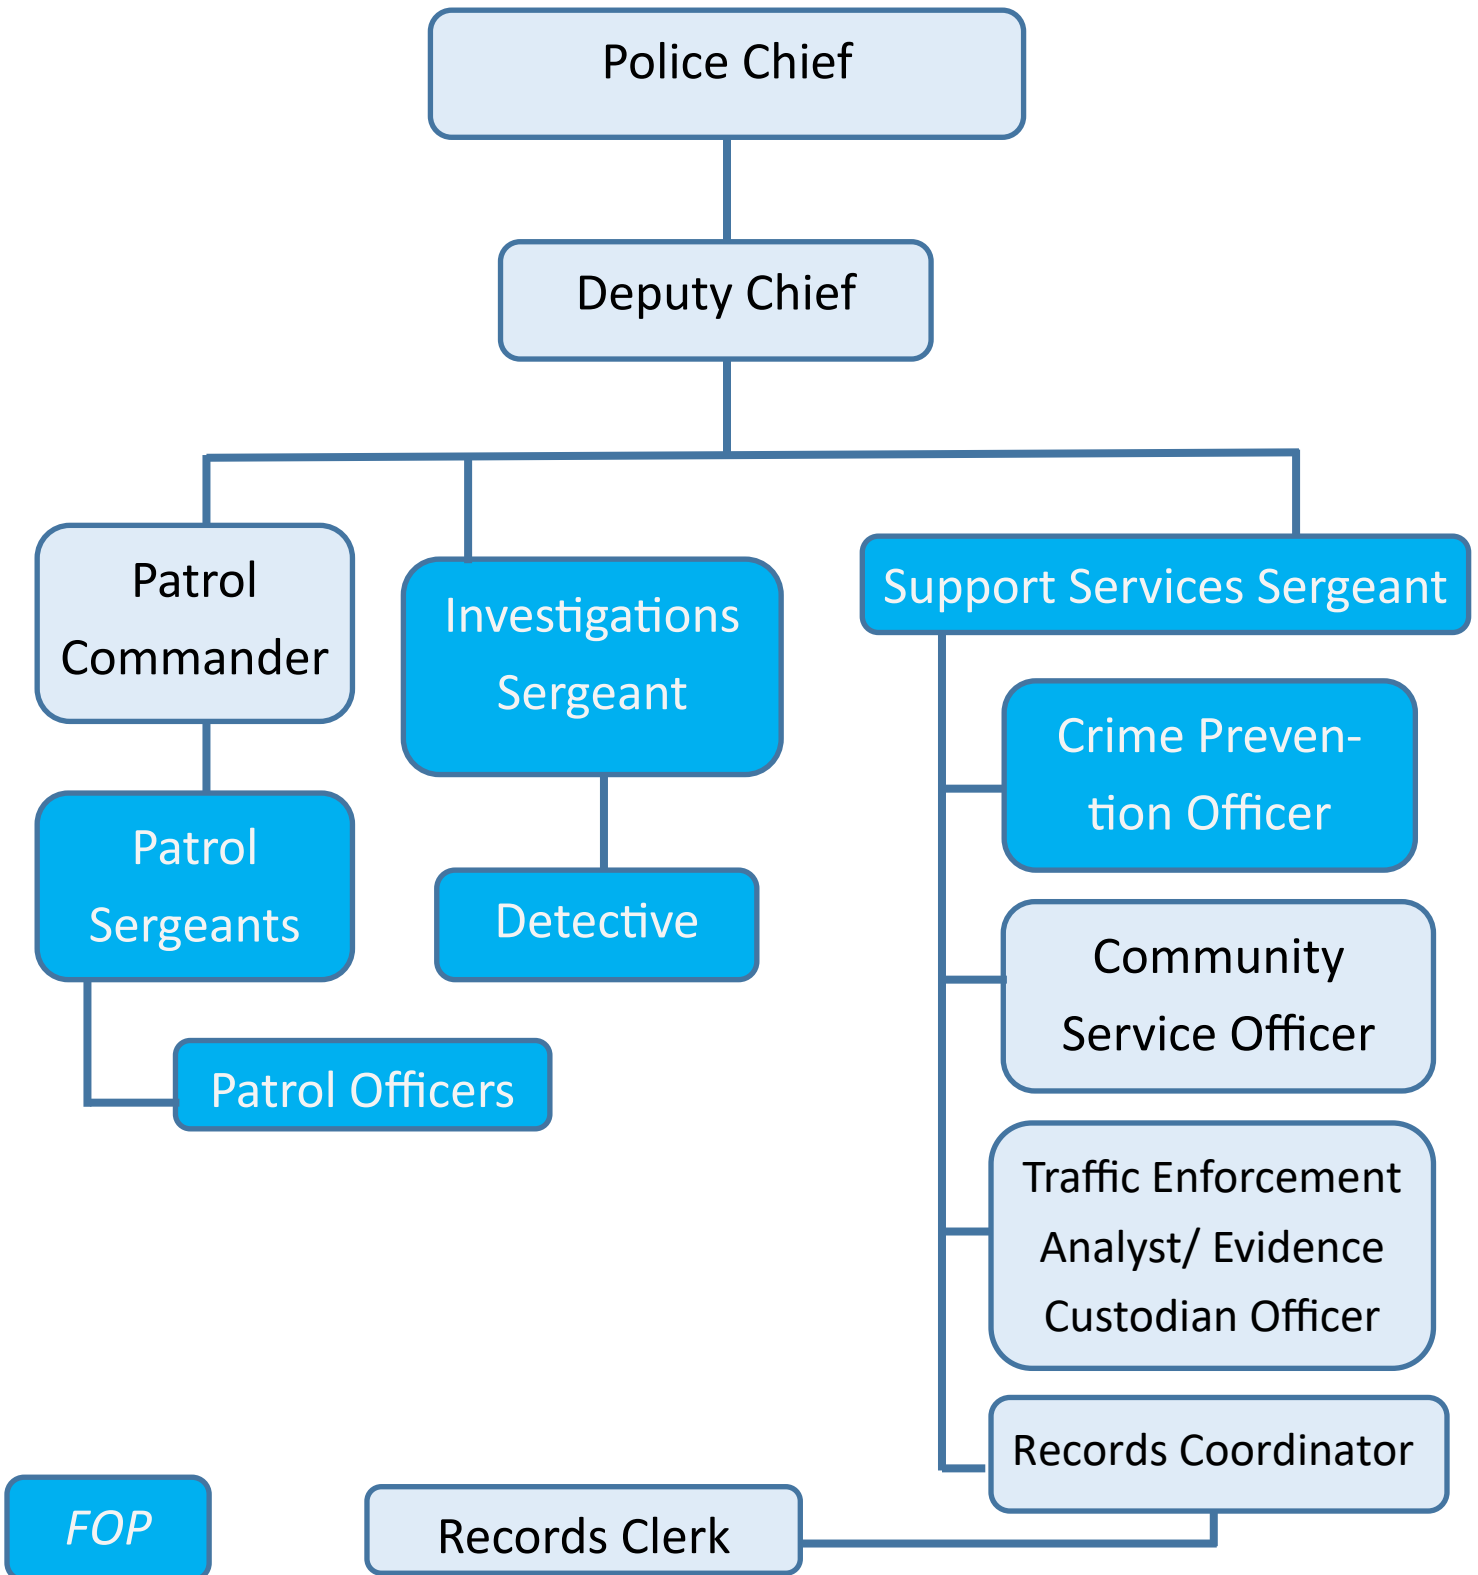 Police Chief
Deputy Chief
Patrol
Commander
Investigations
Sergeant
Support Services Sergeant
Patrol
Sergeants
Detective
Patrol Officers
Crime Preven-
tion Officer
Community
Service Officer
Traffic Enforcement
Analyst/ Evidence
Custodian Officer
Records Coordinator
Records Clerk
FOP